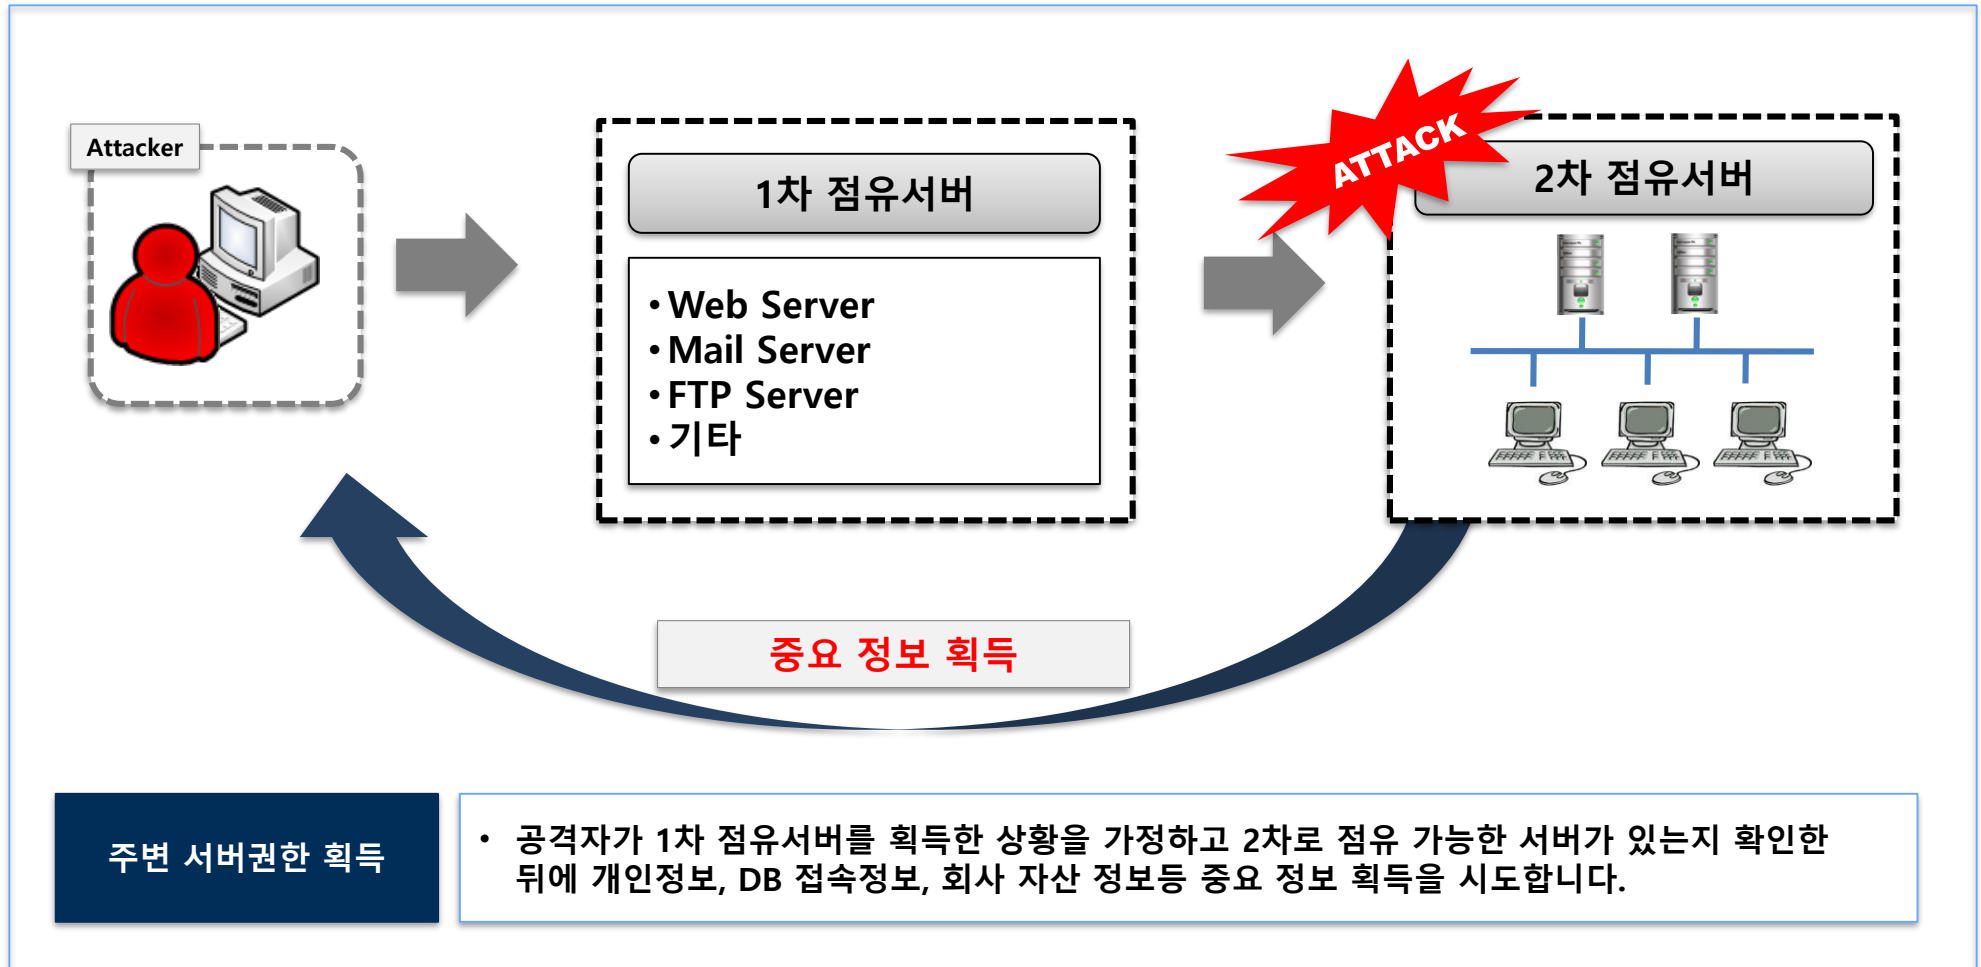 Attacker
1차 점유서버
• Web Server
• Mail Server
• FTP Server
• 기타
ATTACK
2차 점유서버
중요 정보 획득
주변 서버권한 획득
• 공격자가 1차 점유서버를 획득한 상황을 가정하고 2차로 점유 가능한 서버가 있는지 확인한
뒤에 개인정보, DB 접속정보, 회사 자산 정보등 중요 정보 획득을 시도합니다.